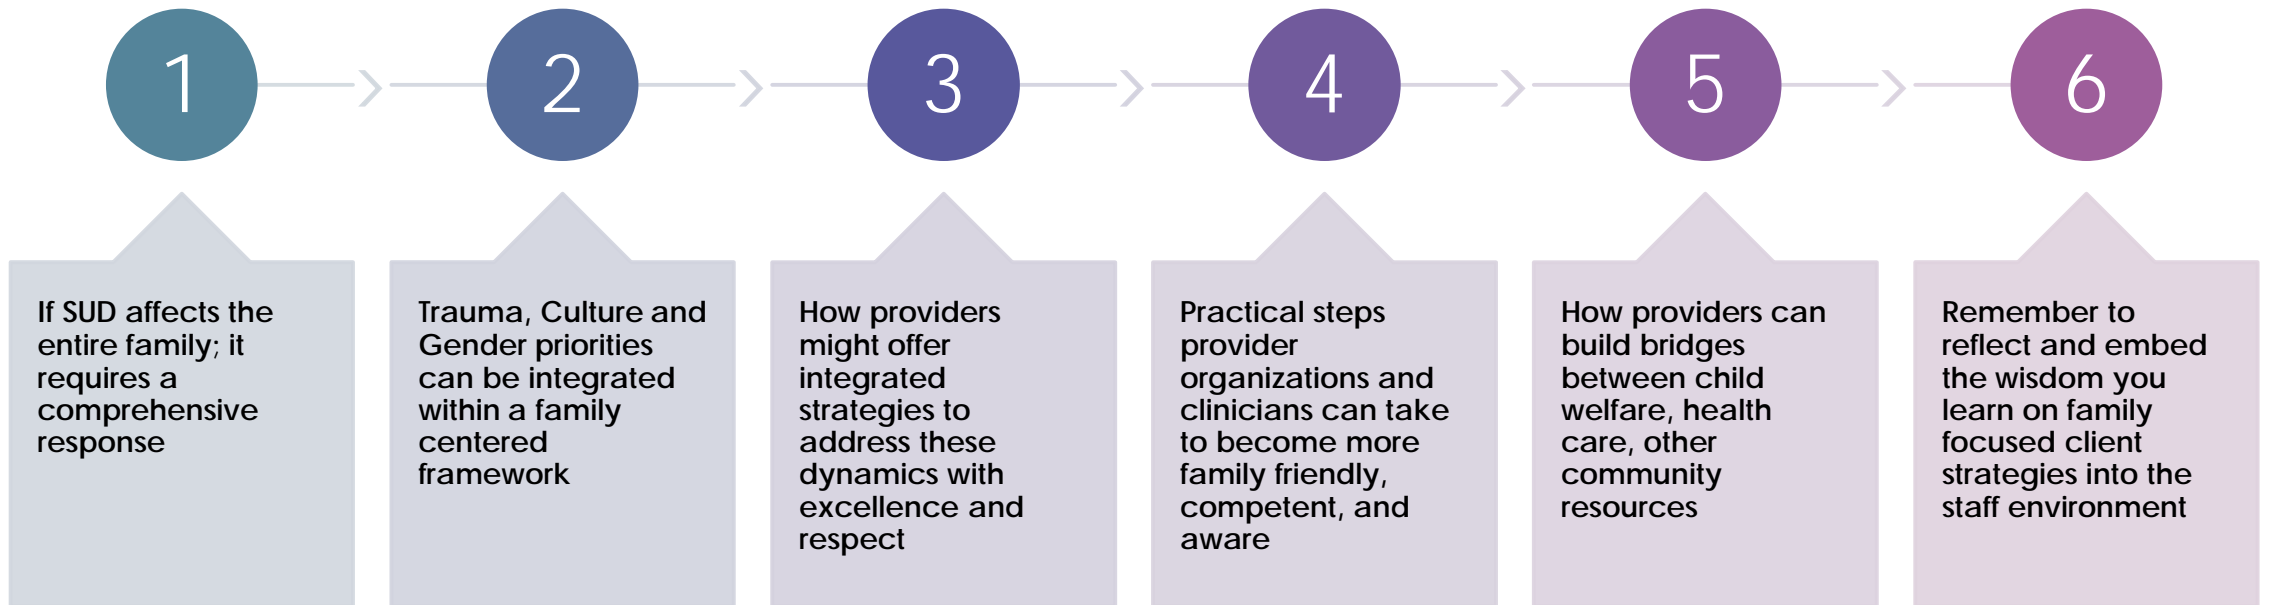 1
2
3
4
5
6
If SUD affects the
entire family; it
requires a
comprehensive
response
Trauma, Culture and
Gender priorities
can be integrated
within a family
centered
framework
How providers
might offer
integrated
strategies to
address these
dynamics with
excellence and
respect
Practical steps
provider
organizations and
clinicians can take
to become more
family friendly,
competent, and
aware
How providers can
build bridges
between child
welfare, health
care, other
community
resources
Remember to
reflect and embed
the wisdom you
learn on family
focused client
strategies into the
staff environment